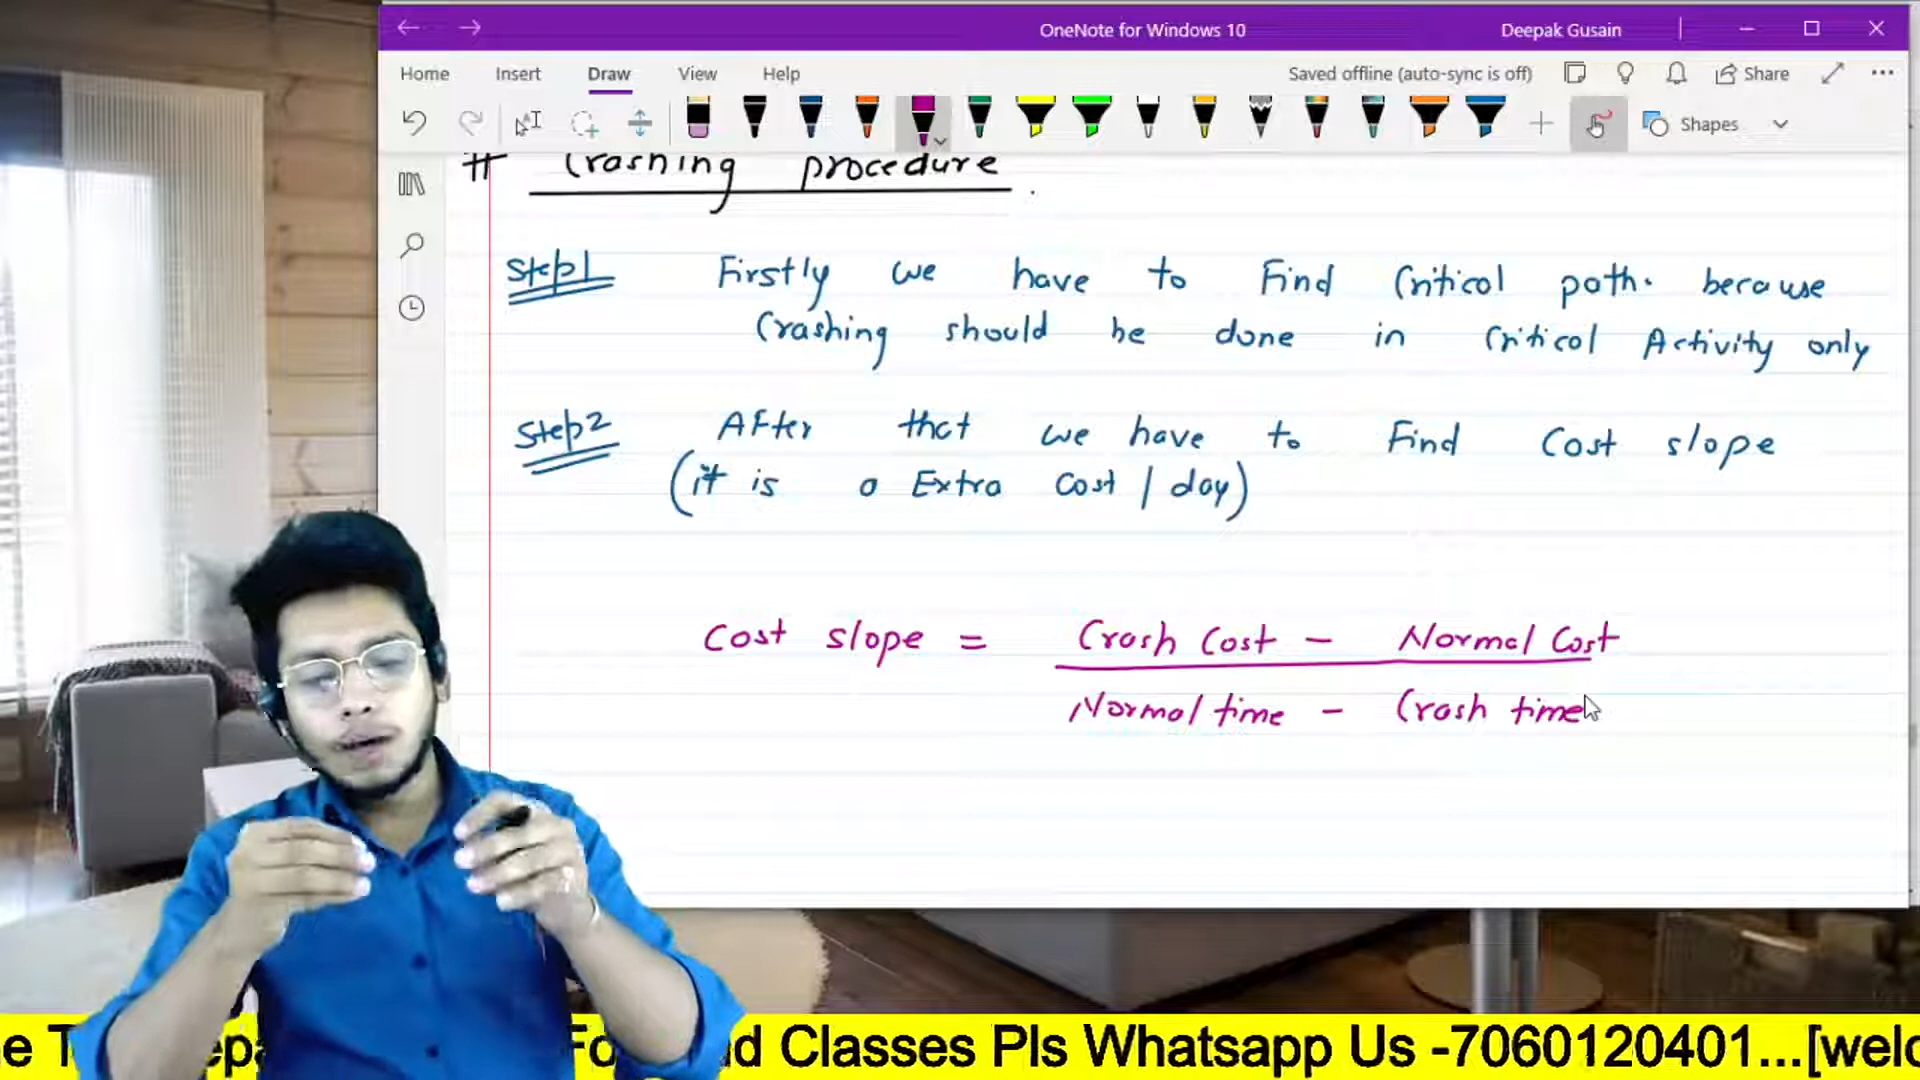 OneNote for Windows 10
Deepak Gusain
Home Insert Draw View Help
Saved offline (auto-sync is off) Share
Shapes
# Crashing procedure.
Step1 Firstly we have to Find Critical path. because
Crashing should be done in Critical Activity only
Step2 After that we have to Find Cost slope
(it is a Extra Cost / day)
Cost slope = Crash Cost - Normal Cost
Normal time - Crash time
Classes Pls Whatsapp Us -7060120401...[welc